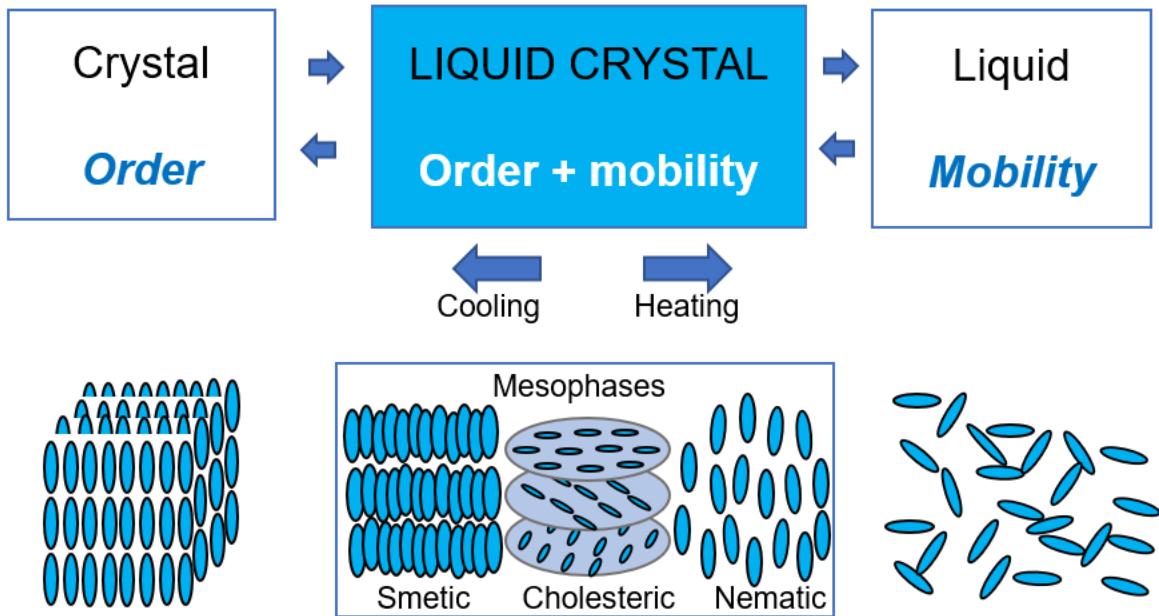 Crystal
Order
LIQUID CRYSTAL
Order + mobility
Liquid
Mobility
Cooling
Heating
Mesophases
Smetic
Cholesteric
Nematic